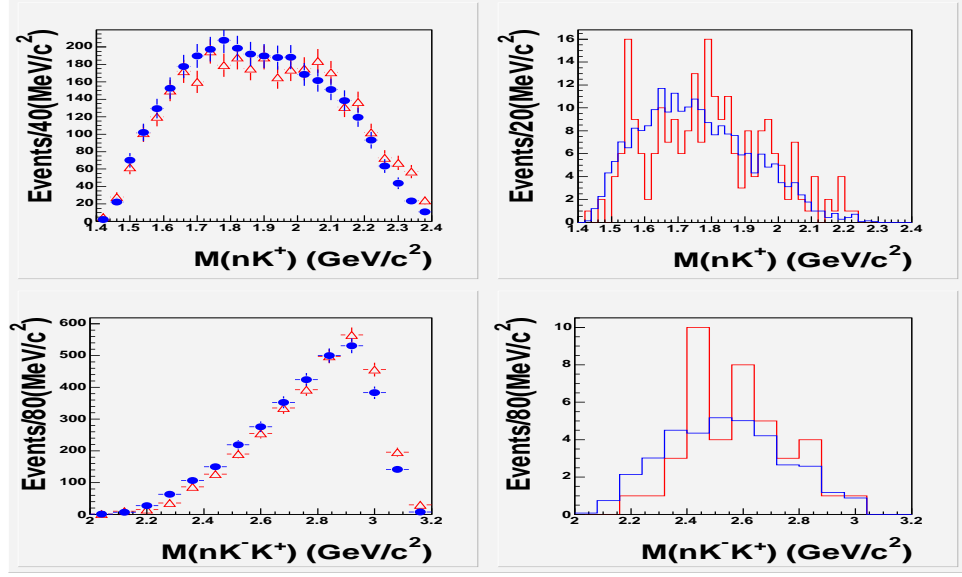 Events/40(MeV/c²)
200
180
160
140
120
100
80
60
40
20
0
1.4 1.5 1.6 1.7 1.8 1.9 2 2.1 2.2 2.3 2.4
M(nK⁺) (GeV/c²)
Events/20(MeV/c²)
16
14
12
10
8
6
4
2
0
1.4 1.5 1.6 1.7 1.8 1.9 2 2.1 2.2 2.3 2.4
M(nK⁺) (GeV/c²)
Events/80(MeV/c²)
600
500
400
300
200
100
0
2 2.2 2.4 2.6 2.8 3 3.2
M(nK⁻K⁺) (GeV/c²)
Events/80(MeV/c²)
10
8
6
4
2
0
2 2.2 2.4 2.6 2.8 3 3.2
M(nK⁻K⁺) (GeV/c²)